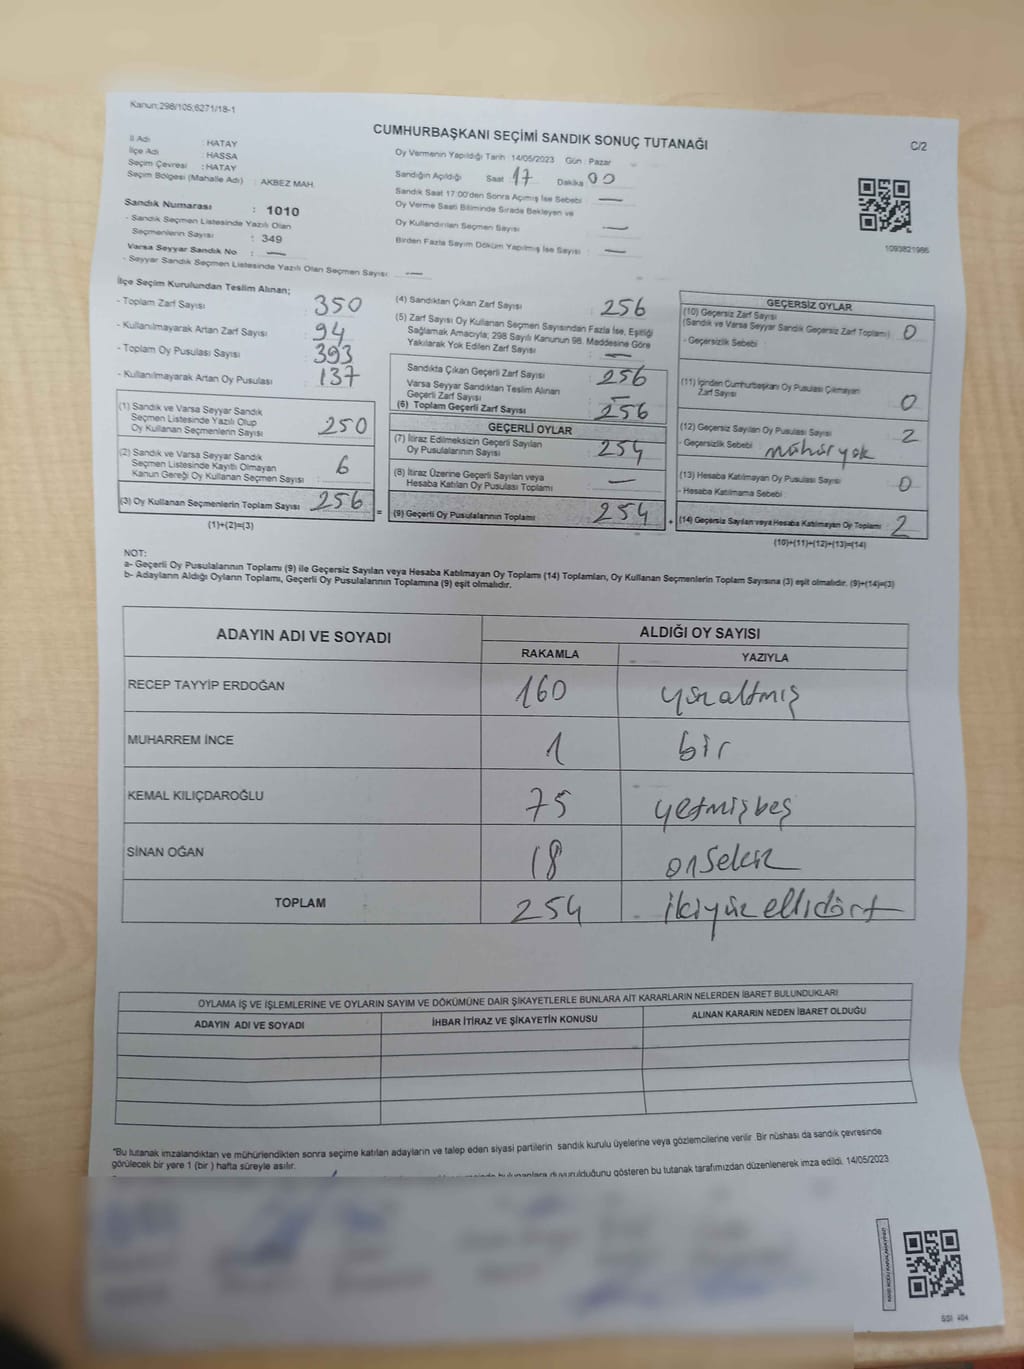 Kanun:298/105;6271/18-1
CUMHURBAŞKANI SEÇİMİ SANDIK SONUÇ TUTANAĞI
C/2
İl Adı : HATAY
İlçe Adı : HASSA
Seçim Çevresi : HATAY
Seçim Bölgesi (Mahalle Adı) : AKBEZ MAH.
Sandık Numarası : 1010
- Sandık Seçmen Listesinde Yazılı Olan
Seçmenlerin Sayısı : 349
Varsa Seyyar Sandık No : —
- Seyyar Sandık Seçmen Listesinde Yazılı Olan Seçmen Sayısı : —
Oy Vermenin Yapıldığı Tarih : 14/05/2023 Gün : Pazar
Sandığın Açıldığı Saat 17 Dakika 00
Sandık Saat 17:00'den Sonra Açımış İse Sebebi —
Oy Verme Saati Bitiminde Sırada Bekleyen ve
Oy Kullandırılan Seçmen Sayısı —
Birden Fazla Sayım Döküm Yapılmış İse Sayısı : —
1093821986
İlçe Seçim Kurulundan Teslim Alınan;
- Toplam Zarf Sayısı 350
- Kullanılmayarak Artan Zarf Sayısı 94
- Toplam Oy Pusulası Sayısı 393
- Kullanılmayarak Artan Oy Pusulası 137
(1) Sandık ve Varsa Seyyar Sandık
Seçmen Listesinde Yazılı Olup
Oy Kullanan Seçmenlerin Sayısı 250
(2) Sandık ve Varsa Seyyar Sandık
Seçmen Listesinde Kayıtlı Olmayan
Kanun Gereği Oy Kullanan Seçmen Sayısı 6
(3) Oy Kullanan Seçmenlerin Toplam Sayısı 256
(1)+(2)=(3)
(4) Sandıktan Çıkan Zarf Sayısı 256
(5) Zarf Sayısı Oy Kullanan Seçmen Sayısından Fazla İse, Eşitliği
Sağlamak Amacıyla; 298 Sayılı Kanunun 98. Maddesine Göre
Yakılarak Yok Edilen Zarf Sayısı —
Sandıkta Çıkan Geçerli Zarf Sayısı : 256
Varsa Seyyar Sandıktan Teslim Alınan
Geçerli Zarf Sayısı : —
(6) Toplam Geçerli Zarf Sayısı 256
GEÇERLİ OYLAR
(7) İtiraz Edilmeksizin Geçerli Sayılan
Oy Pusulalarının Sayısı 254
(8) İtiraz Üzerine Geçerli Sayılan veya
Hesaba Katılan Oy Pusulası Toplamı : —
= (9) Geçerli Oy Pusulalarının Toplamı 254
GEÇERSİZ OYLAR
(10) Geçersiz Zarf Sayısı
(Sandık ve Varsa Seyyar Sandık Geçersiz Zarf Toplamı) 0
- Geçersizlik Sebebi
(11) İçinden Cumhurbaşkanı Oy Pusulası Çıkmayan
Zarf Sayısı 0
(12) Geçersiz Sayılan Oy Pusulası Sayısı 2
- Geçersizlik Sebebi mühür yok
(13) Hesaba Katılmayan Oy Pusulası Sayısı 0
- Hesaba Katılmama Sebebi
+ (14) Geçersiz Sayılan veya Hesaba Katılmayan Oy Toplamı 2
(10)+(11)+(12)+(13)=(14)
NOT:
a- Geçerli Oy Pusulalarının Toplamı (9) ile Geçersiz Sayılan veya Hesaba Katılmayan Oy Toplamı (14) Toplamları, Oy Kullanan Seçmenlerin Toplam Sayısına (3) eşit olmalıdır. (9)+(14)=(3)
b- Adayların Aldığı Oyların Toplamı, Geçerli Oy Pusulalarının Toplamına (9) eşit olmalıdır.
ADAYIN ADI VE SOYADI
ALDIĞI OY SAYISI
RAKAMLA YAZIYLA
RECEP TAYYİP ERDOĞAN 160 yüzaltmış
MUHARREM İNCE 1 bir
KEMAL KILIÇDAROĞLU 75 yetmişbeş
SİNAN OĞAN 18 onsekiz
TOPLAM 254 ikiyüzellidört
OYLAMA İŞ VE İŞLEMLERİNE VE OYLARIN SAYIM VE DÖKÜMÜNE DAİR ŞİKAYETLERLE BUNLARA AİT KARARLARIN NELERDEN İBARET BULUNDUKLARI
ADAYIN ADI VE SOYADI İHBAR İTİRAZ VE ŞİKAYETİN KONUSU ALINAN KARARIN NEDEN İBARET OLDUĞU
*Bu tutanak imzalandıktan ve mühürlendikten sonra seçime katılan adayların ve talep eden siyasi partilerin sandık kurulu üyelerine veya gözlemcilerine verilir. Bir nüshası da sandık çevresinde
görülecek bir yere 1 (bir) hafta süreyle asılır.
duyurulduğunu gösteren bu tutanak tarafımızdan düzenlenerek imza edildi. 14/05/2023
SSI 404